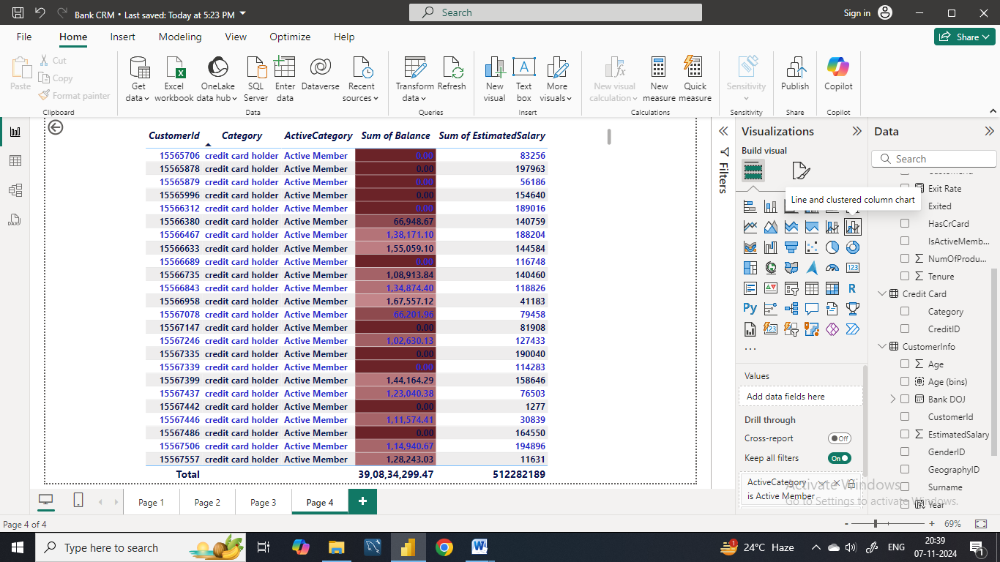 Bank CRM • Last saved: Today at 5:23 PM
Search
Sign in
File Home Insert Modeling View Optimize Help
Share
Paste
Cut
Copy
Format painter
Clipboard
Get data
Excel workbook
OneLake data hub
SQL Server
Enter data
Dataverse
Recent sources
Data
Transform data
Refresh
Queries
New visual
Text box
More visuals
Insert
New visual calculation
New measure
Quick measure
Calculations
Sensitivity
Sensitivity
Publish
Share
Copilot
Copilot
CustomerId Category ActiveCategory Sum of Balance Sum of EstimatedSalary
15565706 credit card holder Active Member 0.00 83256
15565878 credit card holder Active Member 0.00 197963
15565879 credit card holder Active Member 0.00 56186
15565996 credit card holder Active Member 0.00 154640
15566312 credit card holder Active Member 0.00 189016
15566380 credit card holder Active Member 66,948.67 140759
15566467 credit card holder Active Member 1,38,171.10 188204
15566633 credit card holder Active Member 1,55,059.10 144584
15566689 credit card holder Active Member 0.00 116748
15566735 credit card holder Active Member 1,08,913.84 140460
15566843 credit card holder Active Member 1,34,874.40 118826
15566958 credit card holder Active Member 1,67,557.12 41183
15567078 credit card holder Active Member 66,201.96 79458
15567147 credit card holder Active Member 0.00 81908
15567246 credit card holder Active Member 1,02,630.13 127433
15567335 credit card holder Active Member 0.00 190040
15567339 credit card holder Active Member 0.00 114283
15567399 credit card holder Active Member 1,44,164.29 158646
15567437 credit card holder Active Member 1,23,040.38 76503
15567442 credit card holder Active Member 0.00 1277
15567446 credit card holder Active Member 1,11,574.41 30839
15567486 credit card holder Active Member 0.00 164550
15567506 credit card holder Active Member 1,14,940.67 194896
15567557 credit card holder Active Member 1,28,243.03 11631
Total 39,08,34,299.47 512282189
Filters
Visualizations
Build visual
Line and clustered column chart
123
R
Py
123
...
Values
Add data fields here
Drill through
Cross-report Off
Keep all filters On
ActiveCategory
is Active Member
Data
Search
Exit Rate
Exited
HasCrCard
IsActiveMemb...
NumOfProdu...
Tenure
Credit Card
Category
CreditID
CustomerInfo
Age
Age (bins)
Bank DOJ
CustomerId
EstimatedSalary
GenderID
GeographyID
Surname
Year
Activate Windows
Go to Settings to activate Windows.
Page 1 Page 2 Page 3 Page 4 +
Page 4 of 4
- + 69%
Type here to search
24°C Haze
ENG
20:39
07-11-2024